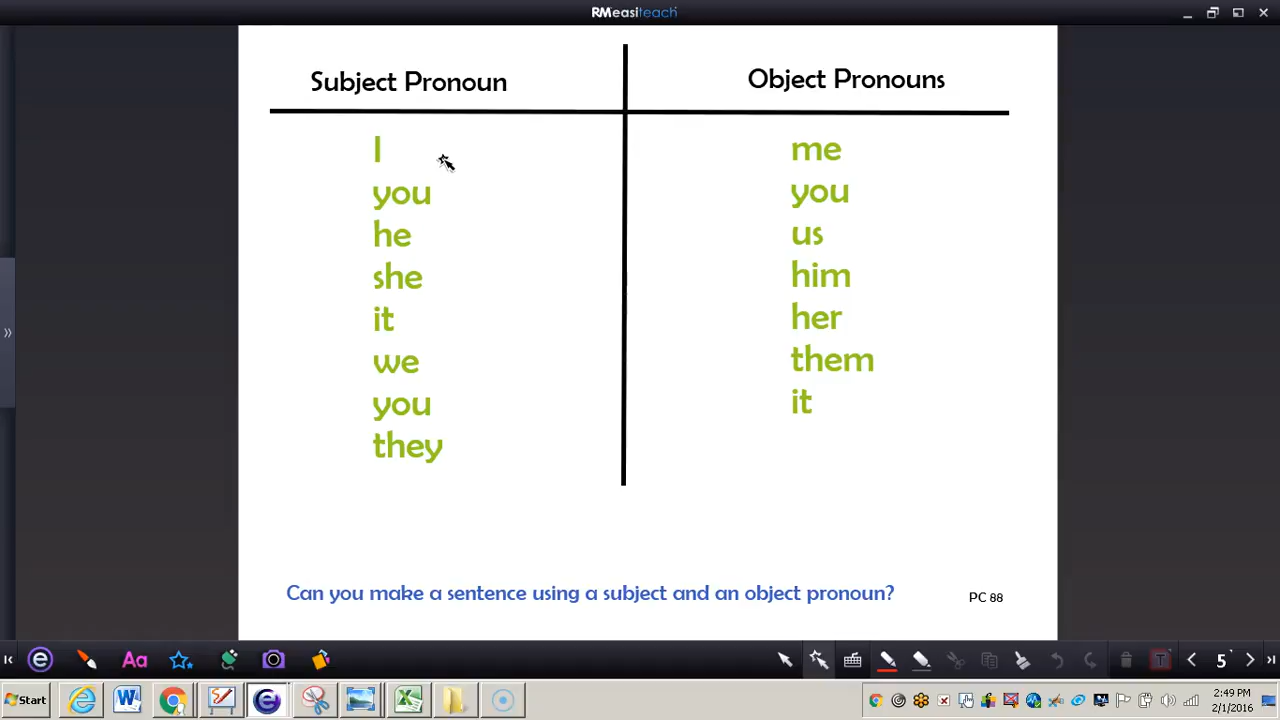 RM easiteach
Subject Pronoun
Object Pronouns
I
you
he
she
it
we
you
they
me
you
us
him
her
them
it
Can you make a sentence using a subject and an object pronoun?
PC 88
Aa
T
5
Start
2:49 PM
2/1/2016